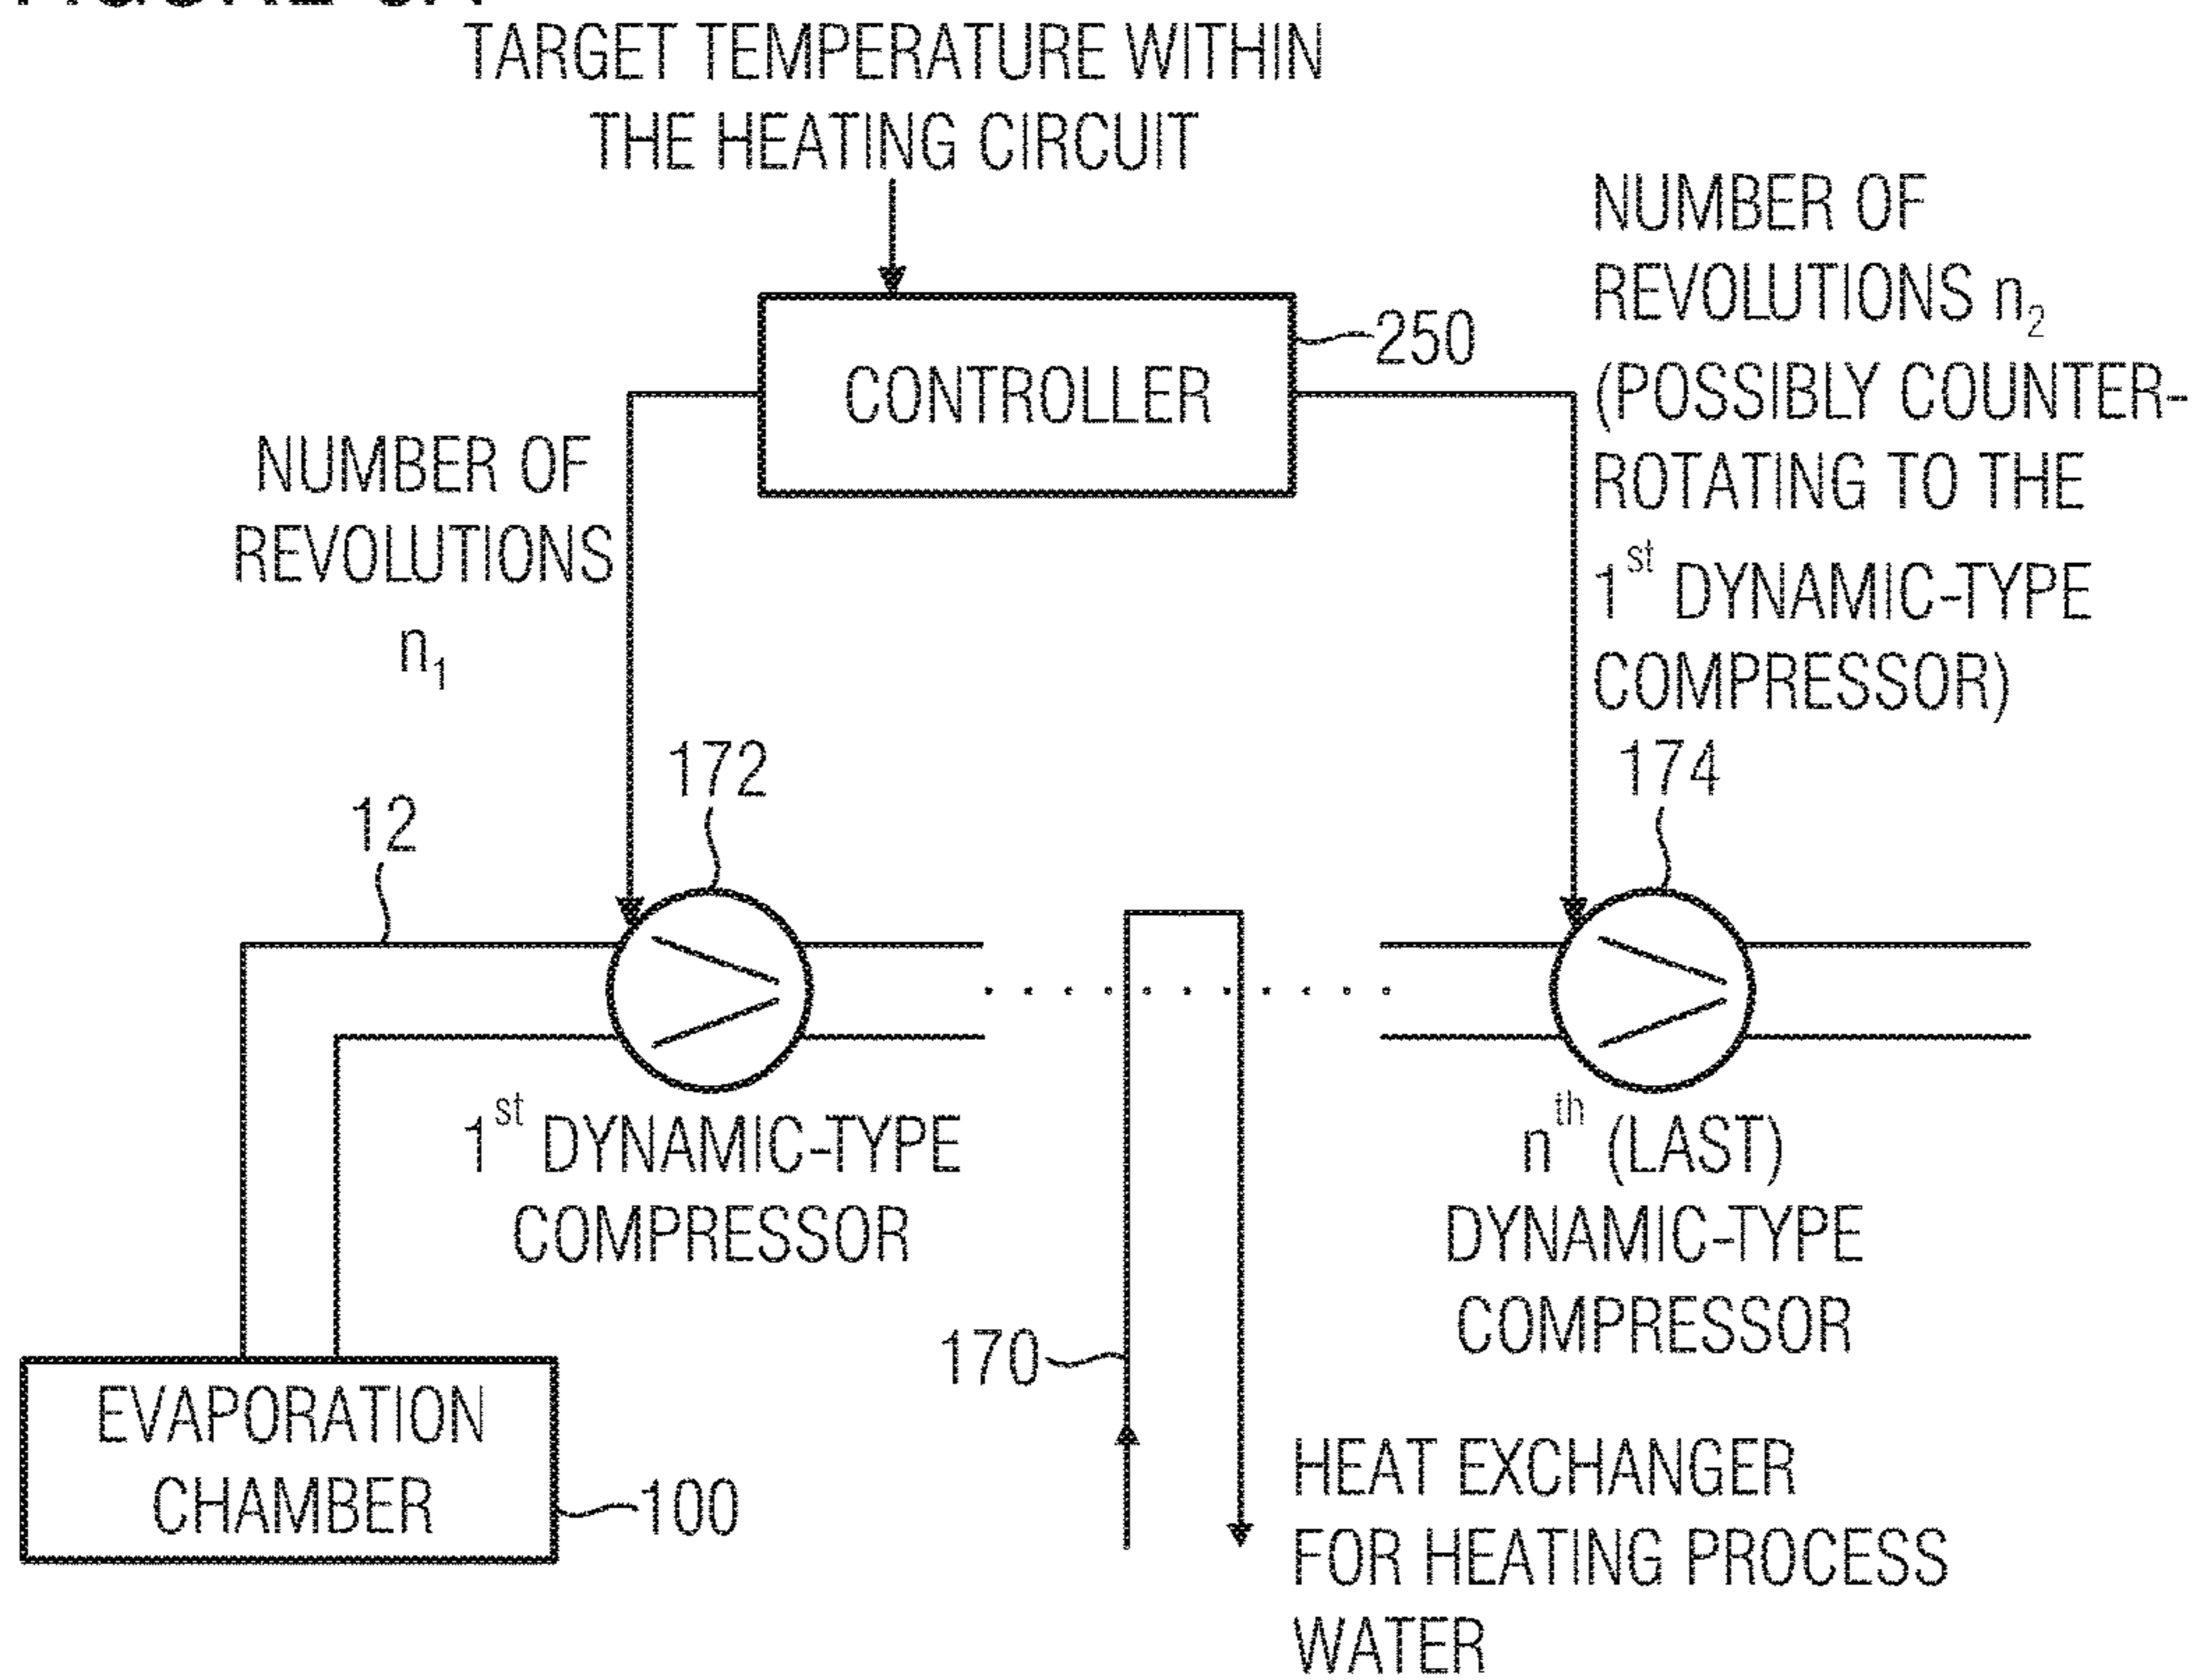 TARGET TEMPERATURE WITHIN
THE HEATING CIRCUIT
NUMBER OF
REVOLUTIONS n₂
(POSSIBLY COUNTER-
ROTATING TO THE
1ˢᵗ DYNAMIC-TYPE
COMPRESSOR)
250
CONTROLLER
NUMBER OF
REVOLUTIONS
n₁
172
174
12
1ˢᵗ DYNAMIC-TYPE
COMPRESSOR
nᵗʰ (LAST)
DYNAMIC-TYPE
COMPRESSOR
170
EVAPORATION
CHAMBER
100
HEAT EXCHANGER
FOR HEATING PROCESS
WATER